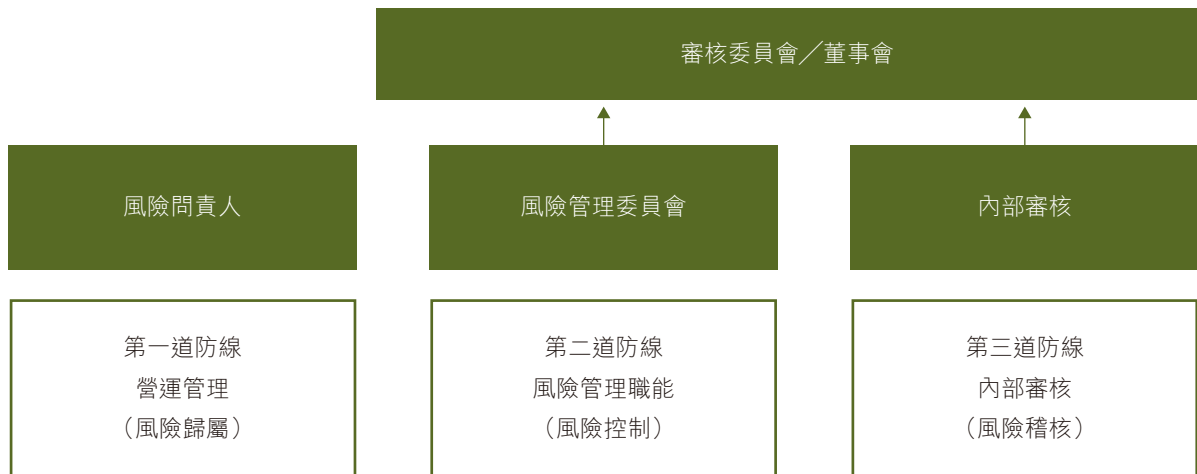 審核委員會╱董事會
風險問責人
風險管理委員會
內部審核
第一道防線
營運管理
（風險歸屬）
第二道防線
風險管理職能
（風險控制）
第三道防線
內部審核
（風險稽核）